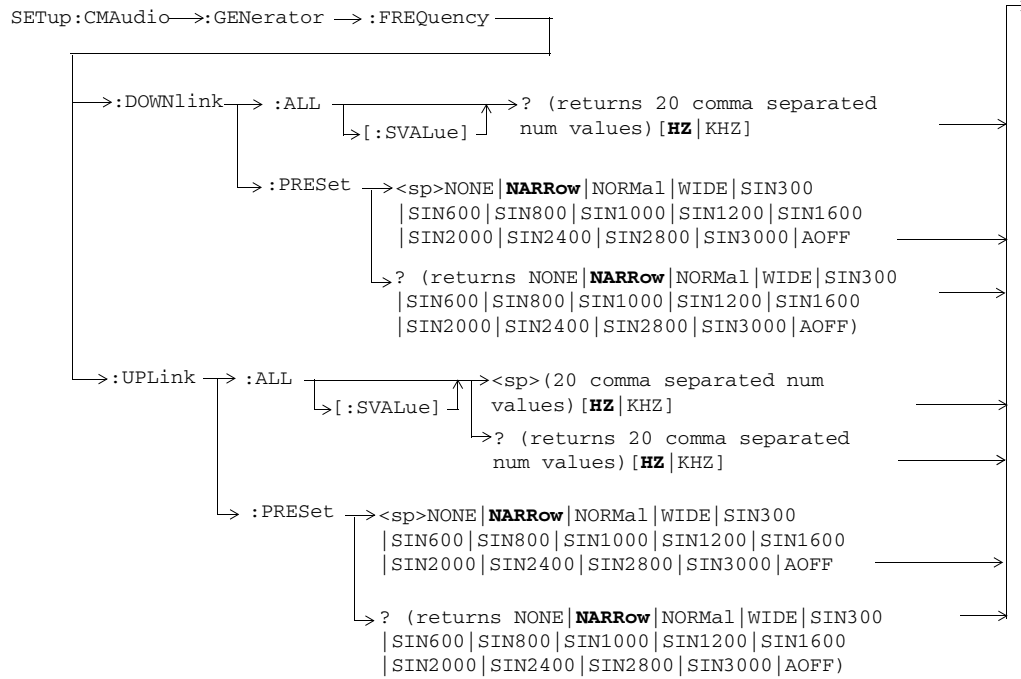 SETup:CMAudio :GENerator :FREQuency
:DOWNlink :ALL ? (returns 20 comma separated
[:SVALue] num values)[HZ|KHZ]
:PRESet <sp>NONE|NARRow|NORMal|WIDE|SIN300
|SIN600|SIN800|SIN1000|SIN1200|SIN1600
|SIN2000|SIN2400|SIN2800|SIN3000|AOFF
? (returns NONE|NARRow|NORMal|WIDE|SIN300
|SIN600|SIN800|SIN1000|SIN1200|SIN1600
|SIN2000|SIN2400|SIN2800|SIN3000|AOFF)
:UPLink :ALL <sp>(20 comma separated num
[:SVALue] values)[HZ|KHZ]
? (returns 20 comma separated
num values)[HZ|KHZ]
:PRESet <sp>NONE|NARRow|NORMal|WIDE|SIN300
|SIN600|SIN800|SIN1000|SIN1200|SIN1600
|SIN2000|SIN2400|SIN2800|SIN3000|AOFF
? (returns NONE|NARRow|NORMal|WIDE|SIN300
|SIN600|SIN800|SIN1000|SIN1200|SIN1600
|SIN2000|SIN2400|SIN2800|SIN3000|AOFF)